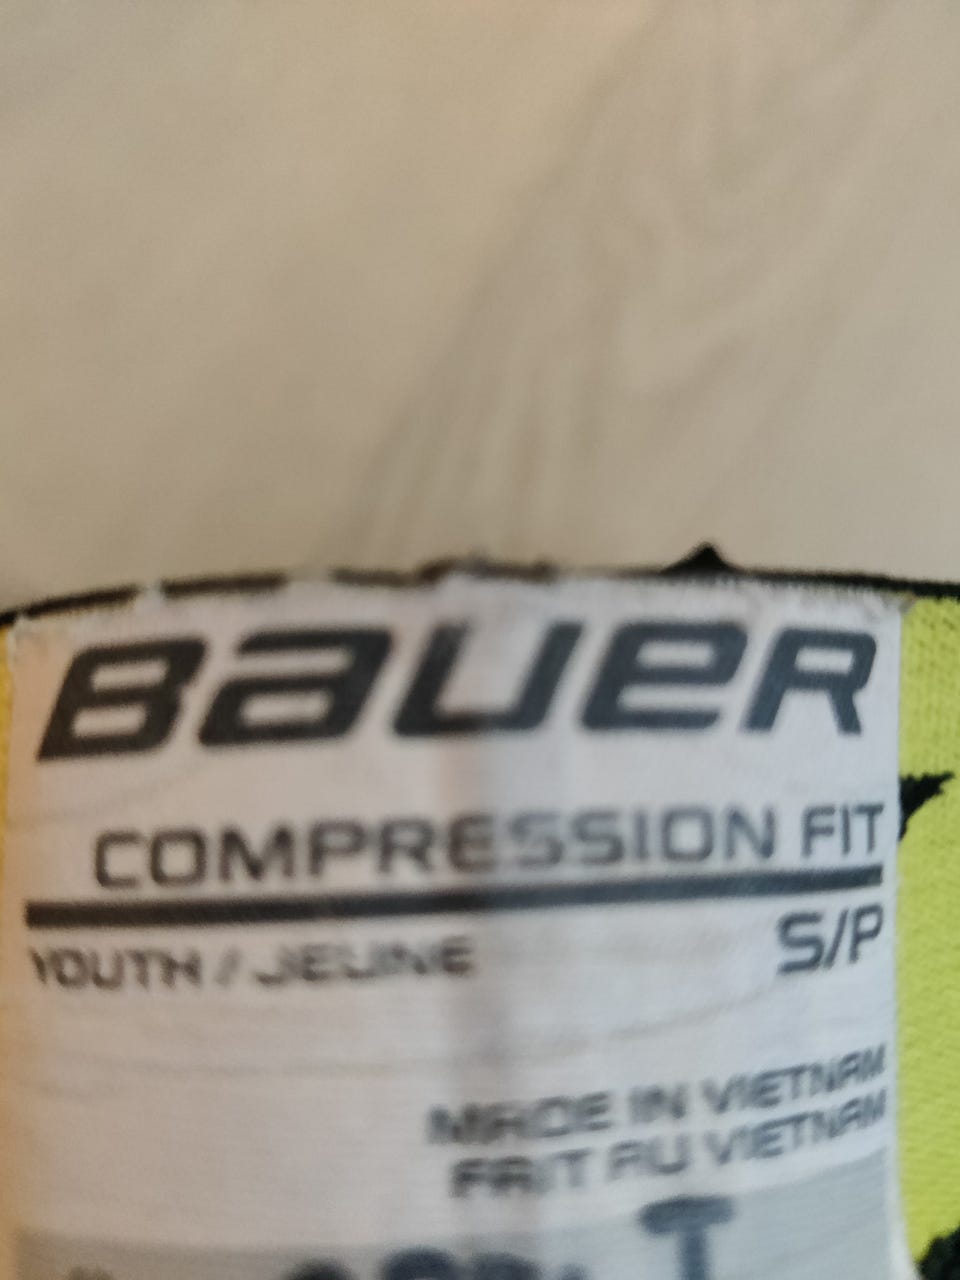 BAUER
COMPRESSION FIT
YOUTH / JEUNE S/P
MADE IN VIETNAM
FAIT AU VIETNAM